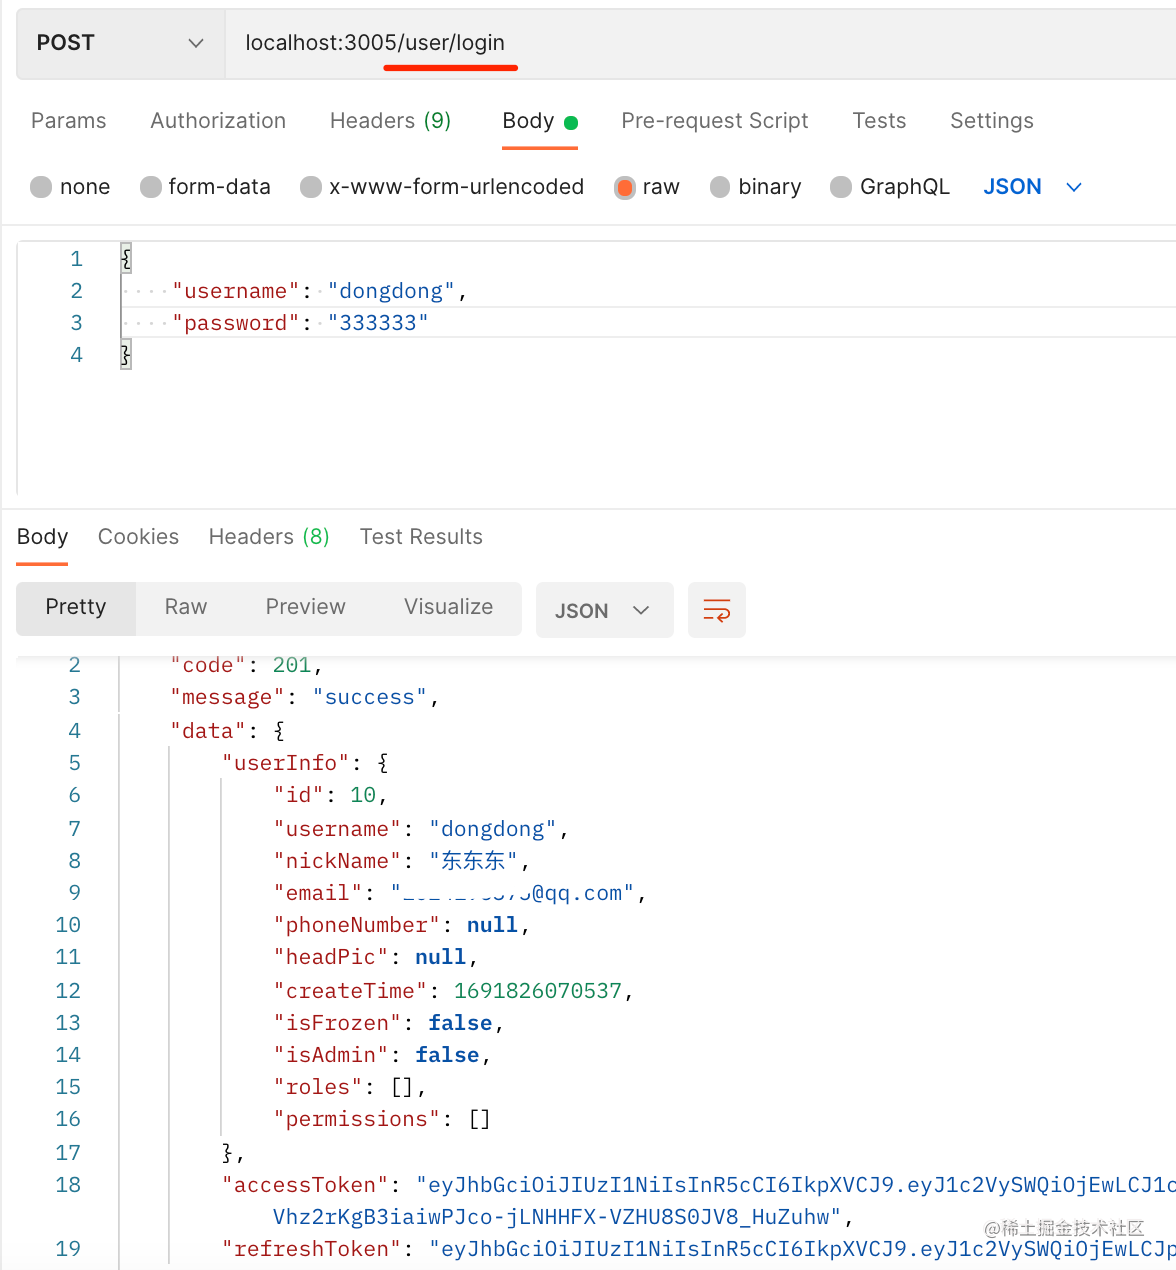 POST localhost:3005/user/login
Params Authorization Headers (9) Body Pre-request Script Tests Settings
none form-data x-www-form-urlencoded raw binary GraphQL JSON
1 {
2 "username": "dongdong",
3 "password": "333333"
4 }
Body Cookies Headers (8) Test Results
Pretty Raw Preview Visualize JSON
2 "code": 201,
3 "message": "success",
4 "data": {
5 "userInfo": {
6 "id": 10,
7 "username": "dongdong",
8 "nickName": "东东东",
9 "email": "@qq.com",
10 "phoneNumber": null,
11 "headPic": null,
12 "createTime": 1691826070537,
13 "isFrozen": false,
14 "isAdmin": false,
15 "roles": [],
16 "permissions": []
17 },
18 "accessToken": "eyJhbGciOiJIUzI1NiIsInR5cCI6IkpXVCJ9.eyJ1c2VySWQiOjEwLCJ1c
Vhz2rKgB3iaiwPJco-jLNHHFX-VZHU8S0JV8_HuZuhw",
@稀土掘金技术社区
19 "refreshToken": "eyJhbGciOiJIUzI1NiIsInR5cCI6IkpXVCJ9.eyJ1c2VySWQiOjEwLCJp